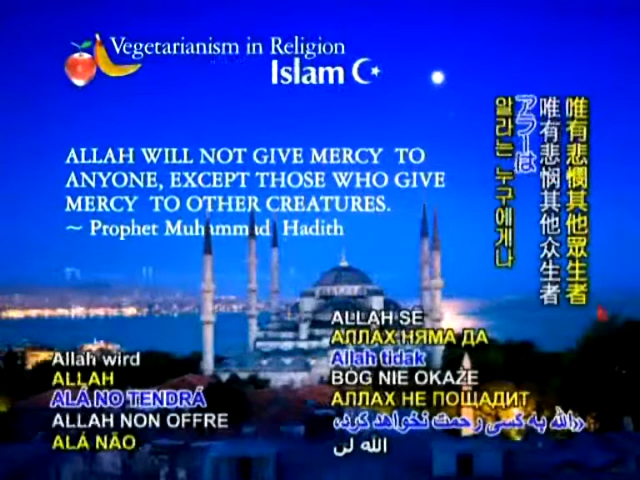 Vegetarianism in Religion
Islam
ALLAH WILL NOT GIVE MERCY TO
ANYONE, EXCEPT THOSE WHO GIVE
MERCY TO OTHER CREATURES.
~ Prophet Muhammad Hadith
唯有悲憫其他眾生者
唯有悲悯其他众生者
アラーは
알라는 누구에게나
Allah wird
ALLAH
ALÁ NO TENDRÁ
ALLAH NON OFFRE
ALÁ NÃO
ALLAH SE
АЛЛАХ НЯМА ДА
Allah tidak
BÓG NIE OKAŻE
АЛЛАХ НЕ ПОЩАДИТ
«الله به کسی رحمت نخواهد کرد،
الله لن